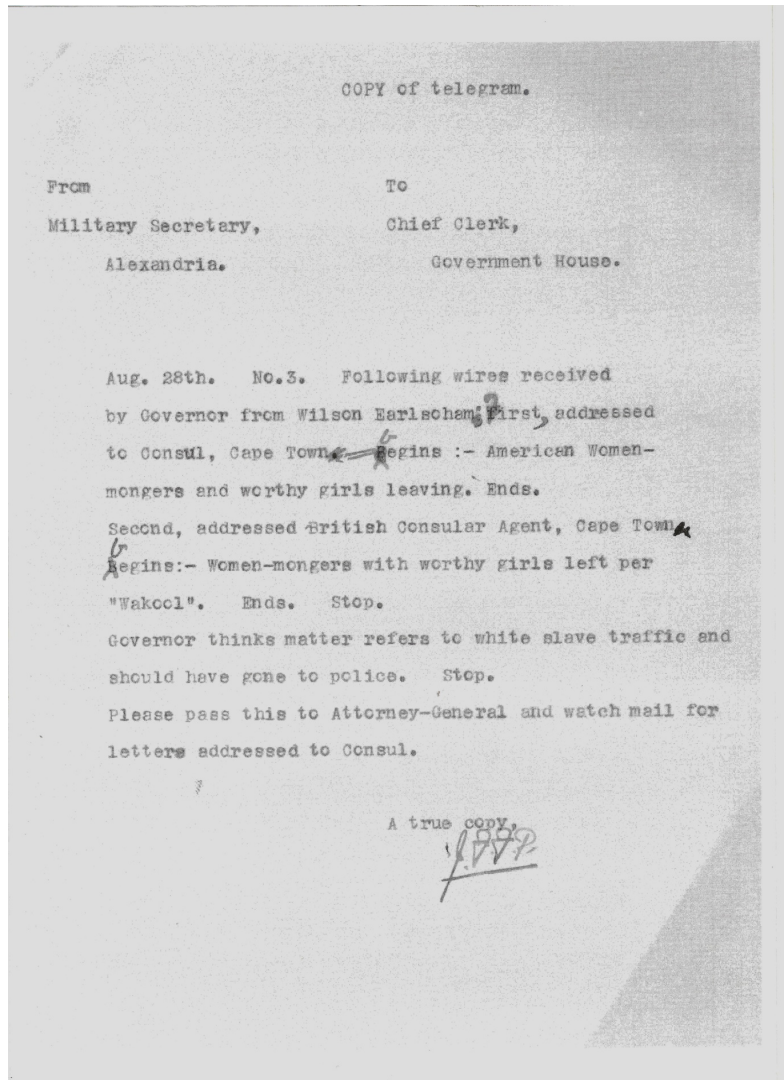 COPY of telegram.
From
To
Military Secretary,
Chief Clerk,
Alexandria.
Government House.
Aug. 28th. No.3. Following wires received
by Governor from Wilson Earlsoham; first, addressed
to Consul, Cape Town begins :- American Women-
mongers and worthy girls leaving. Ends.
Second, addressed British Consular Agent, Cape Town
begins:- Women-mongers with worthy girls left per
"Wakool". Ends. Stop.
Governor thinks matter refers to white slave traffic and
should have gone to police. Stop.
Please pass this to Attorney-General and watch mail for
letters addressed to Consul.
A true copy,